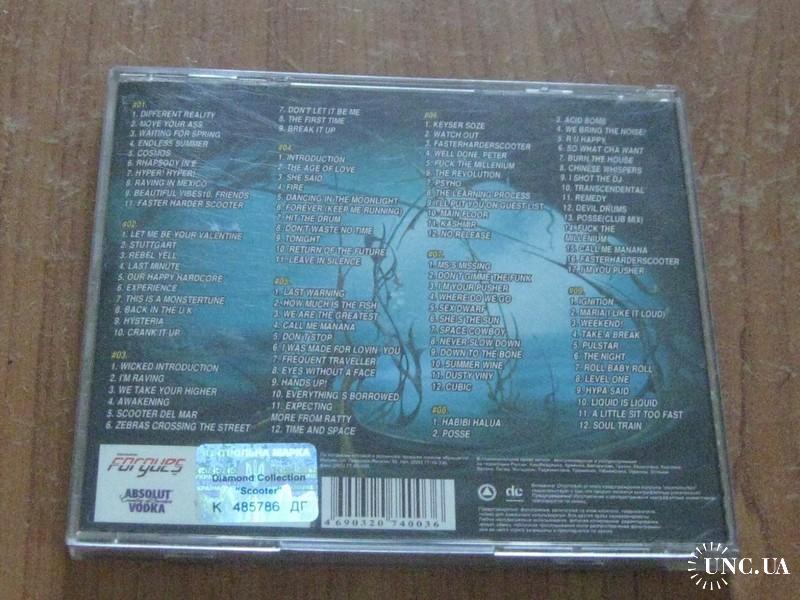 #01.
1. DIFFERENT REALITY
2. MOVE YOUR ASS
3. WAITING FOR SPRING
4. ENDLESS SUMMER
5. COSMOS
6. RHAPSODY IN E
7. HYPER! HYPER!
8. RAVING IN MEXICO
9. BEAUTIFUL VIBES10. FRIENDS
11. FASTER HARDER SCOOTER
#02.
1. LET ME BE YOUR VALENTINE
2. STUTTGART
3. REBEL YELL
4. LAST MINUTE
5. OUR HAPPY HARDCORE
6. EXPERIENCE
7. THIS IS A MONSTERTUNE
8. BACK IN THE U K
9. HYSTERIA
10. CRANK IT UP
#03.
1. WICKED INTRODUCTION
2. I'M RAVING
3. WE TAKE YOUR HIGHER
4. AWAKENING
5. SCOOTER DEL MAR
6. ZEBRAS CROSSING THE STREET
7. DON'T LET IT BE ME
8. THE FIRST TIME
9. BREAK IT UP
#04.
1. INTRODUCTION
2. THE AGE OF LOVE
3. SHE SAID
4. FIRE
5. DANCING IN THE MOONLIGHT
6. FOREVER (KEEP ME RUNNING)
7. HIT THE DRUM
8. DON'T WASTE NO TIME
9. TONIGHT
10. RETURN OF THE FUTURE
11. LEAVE IN SILENCE
1. LAST WARNING
2. HOW MUCH IS THE FISH
3. WE ARE THE GREATEST
4. CALL ME MANANA
5. DON'T STOP
6. I WAS MADE FOR LOVIN' YOU
7. FREQUENT TRAVELLER
8. EYES WITHOUT A FACE
9. HANDS UP!
10. EVERYTHING S BORROWED
11. EXPECTING
MORE FROM RATTY
12. TIME AND SPACE
1. KEYSER SOZE
2. WATCH OUT
3. FASTERHARDERSCOOTER
4. WELL DONE, PETER
5. FUCK THE MILLENIUM
6. THE REVOLUTION
7. PSYHO
8. THE LEARNING PROCESS
9. I'LL PUT YOU ON GUEST LIST
10. MAIN FLOOR
11. KASHMIR
12. NO RELEASE
#07.
1. MS'S MISSING
2. DON'T GIMME THE FUNK
3. I'M YOUR PUSHER
4. WHERE DO WE GO
5. SEX DWARF
6. SHE'S THE SUN
7. SPACE COWBOY
8. NEVER SLOW DOWN
9. DOWN TO THE BONE
10. SUMMER WINE
11. DUSTY VINY
12. CUBIC
#08.
1. HABIBI HALUA
2. POSSE
3. ACID BOMB
4. WE BRING THE NOISE!
5. R U HAPPY
6. SO WHAT CHA WANT
7. BURN THE HOUSE
8. CHINESE WHISPERS
9. I SHOT THE DJ
10. TRANSCENDENTAL
11. REMEDY
12. DEVIL DRUMS
13. POSSE(CLUB MIX)
14. FUCK THE
MILLENIUM
15. CALL ME MANANA
16. FASTERHARDERSCOOTER
17. I'M YOU PUSHER
1. IGNITION
2. MARIA (I LIKE IT LOUD)
3. WEEKEND!
4. TAKE A BREAK
5. PULSTAR
6. THE NIGHT
7. ROLL BABY ROLL
8. LEVEL ONE
9. HYPA SAID
10. LIQUID IS LIQUID
11. A LITTLE SIT TOO FAST
12. SOUL TRAIN
Forgues
ABSOLUT
VODKA
КОНТРОЛЬНА МАРКА
Diamond Collection
"Scooter"
К 485786 ДГ
4 690320 740036
dc
UNC.UA